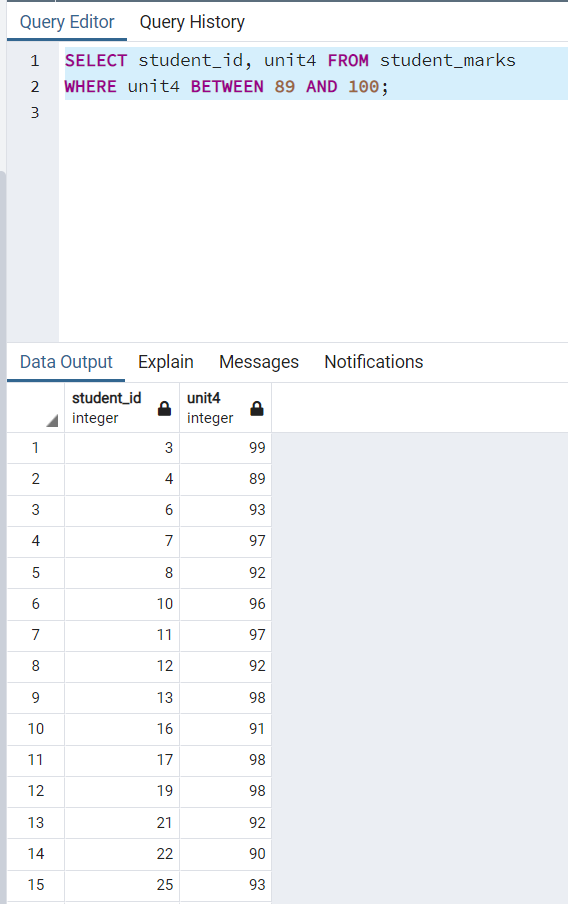 Query Editor Query History
1 SELECT student_id, unit4 FROM student_marks
2 WHERE unit4 BETWEEN 89 AND 100;
3
Data Output Explain Messages Notifications
student_id unit4
integer integer
1 3 99
2 4 89
3 6 93
4 7 97
5 8 92
6 10 96
7 11 97
8 12 92
9 13 98
10 16 91
11 17 98
12 19 98
13 21 92
14 22 90
15 25 93